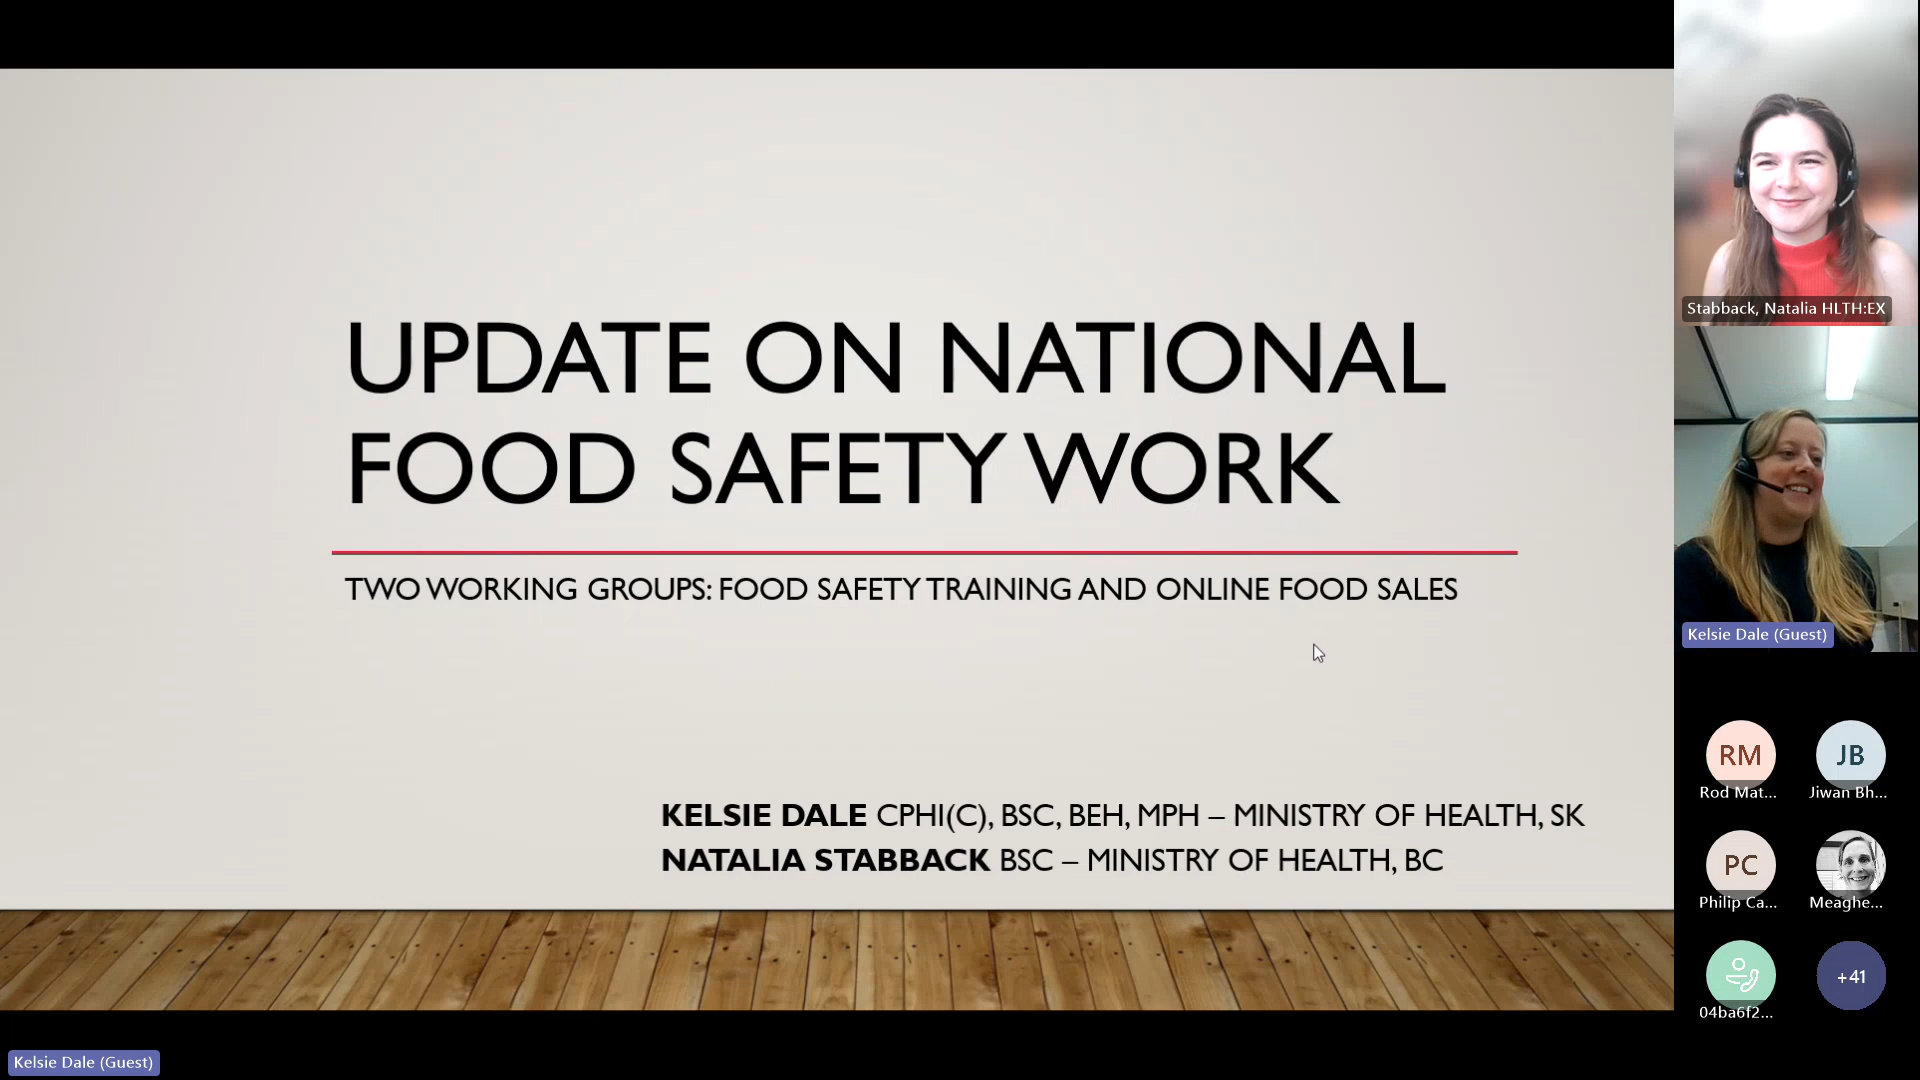 UPDATE ON NATIONAL
FOOD SAFETY WORK
TWO WORKING GROUPS: FOOD SAFETY TRAINING AND ONLINE FOOD SALES
KELSIE DALE CPHI(C), BSC, BEH, MPH – MINISTRY OF HEALTH, SK
NATALIA STABBACK BSC – MINISTRY OF HEALTH, BC
Stabback, Natalia HLTH:EX
Kelsie Dale (Guest)
RM
Rod Mat...
JB
Jiwan Bh...
PC
Philip Ca...
Meaghe...
04ba6f2...
+41
Kelsie Dale (Guest)